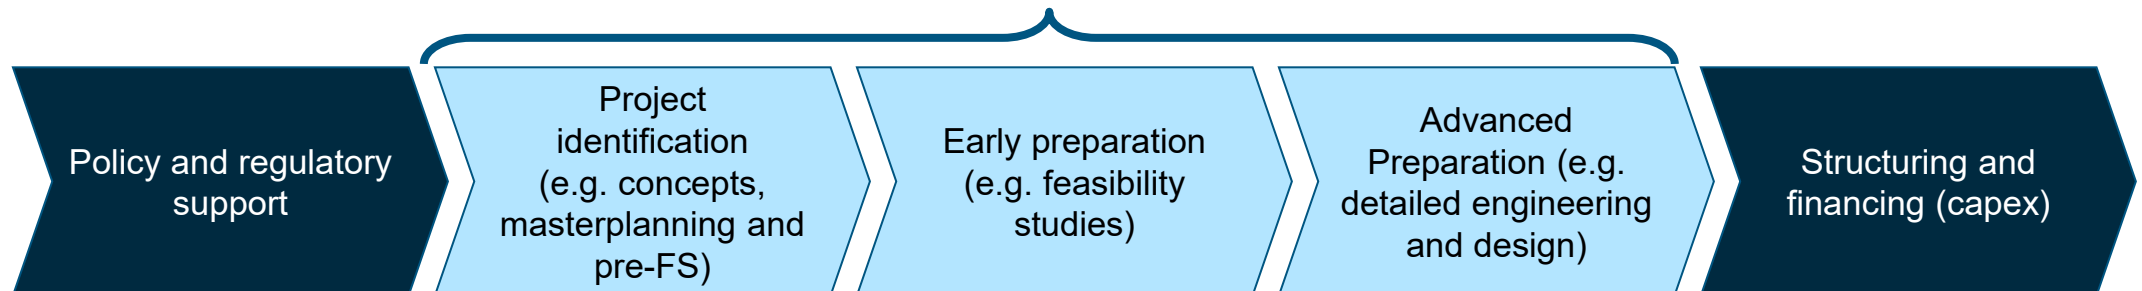 Policy and regulatory
support
Project
identification
(e.g. concepts,
masterplanning and
pre-FS)
Early preparation
(e.g. feasibility
studies)
Advanced
Preparation (e.g.
detailed engineering
and design)
Structuring and
financing (capex)